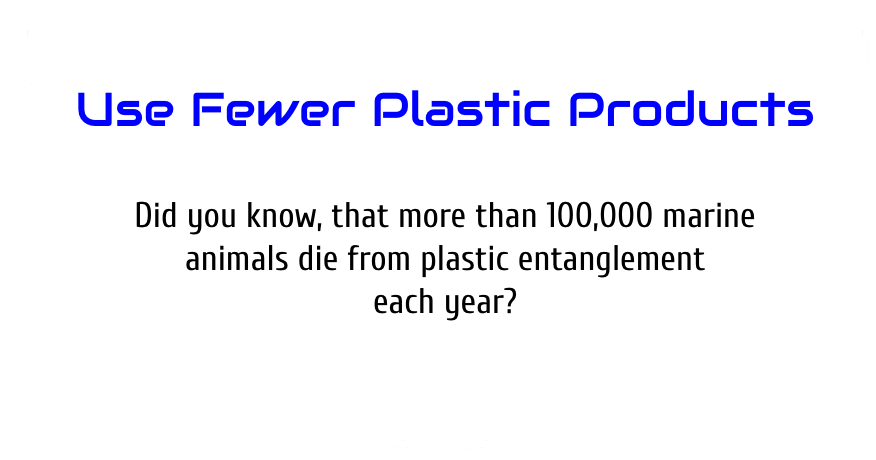 Use Fewer Plastic Products
Did you know, that more than 100,000 marine
animals die from plastic entanglement
each year?